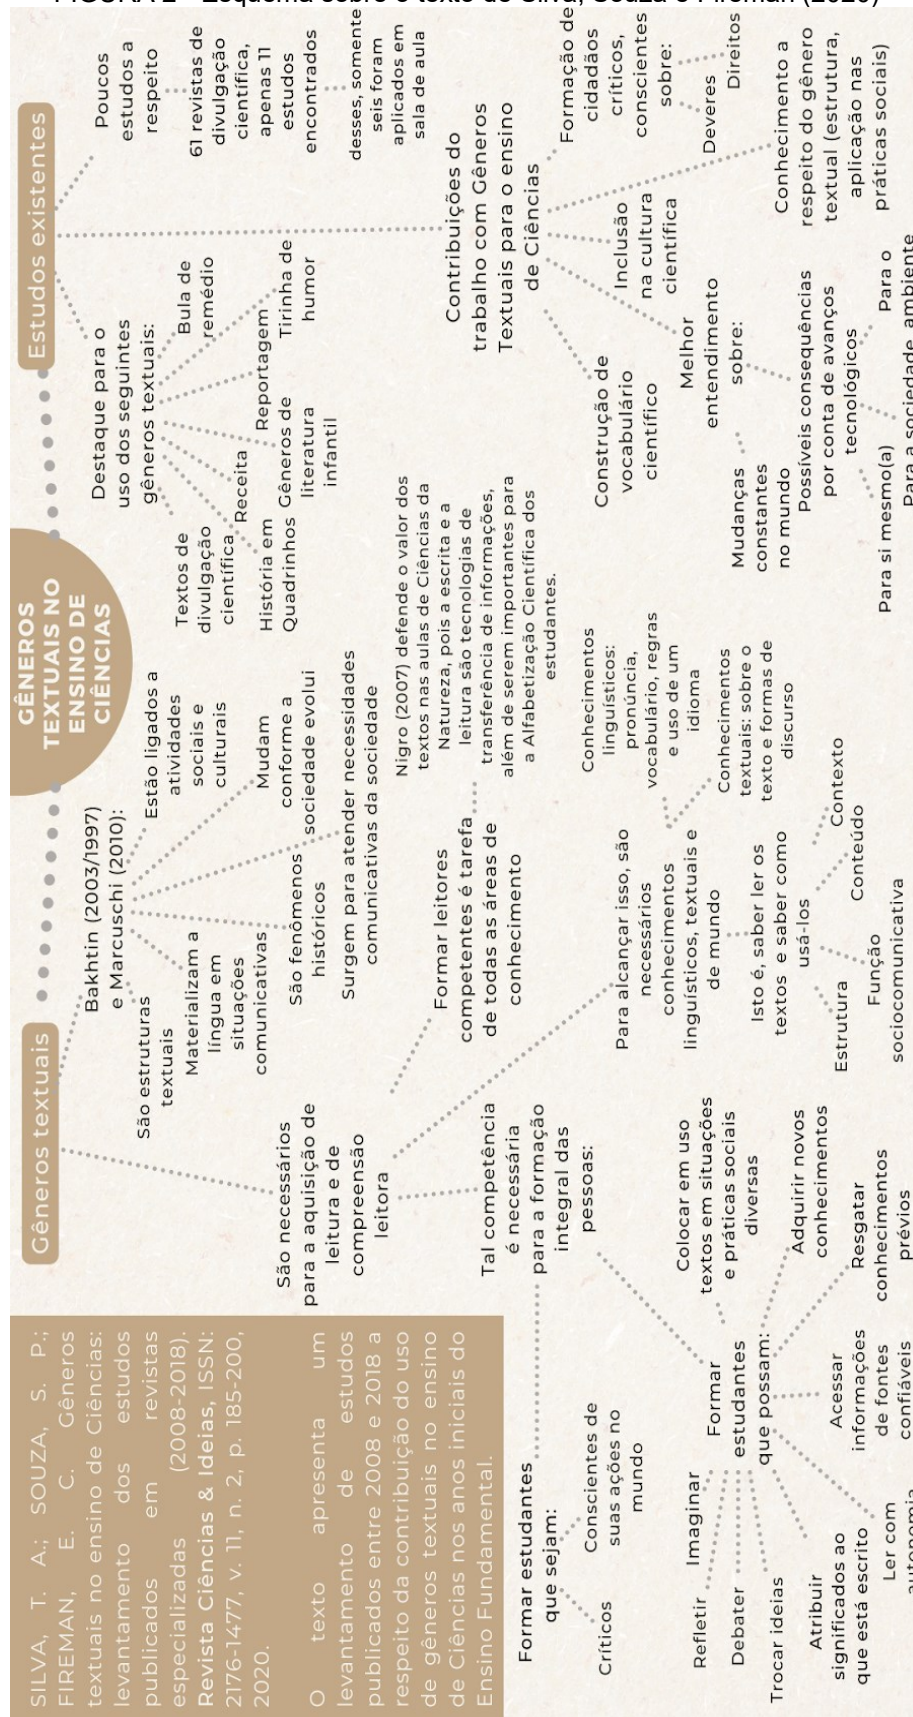 FIGURA 2 – Esquema sobre o texto de Silva, Souza e Fireman (2020)
SILVA, T. A.; SOUZA, S. P.;
FIREMAN, E. C. Gêneros
textuais no ensino de Ciências:
levantamento dos estudos
publicados em revistas
especializadas (2008-2018).
Revista Ciências & Ideias, ISSN:
2176-1477, v. 11, n. 2, p. 185-200,
2020.
O texto apresenta um
levantamento de estudos
publicados entre 2008 e 2018 a
respeito da contribuição do uso
de gêneros textuais no ensino
de Ciências nos anos iniciais do
Ensino Fundamental.
GÊNEROS
TEXTUAIS NO
ENSINO DE
CIÊNCIAS
Gêneros textuais
Bakhtin (2003/1997)
e Marcuschi (2010):
São estruturas
textuais
Materializam a
língua em
situações
comunicativas
São fenômenos
históricos
Surgem para atender necessidades
comunicativas da sociedade
Mudam
conforme a
sociedade evolui
Estão ligados a
atividades
sociais e
culturais
São necessários
para a aquisição de
leitura e de
compreensão
leitora
Formar leitores
competentes é tarefa
de todas as áreas de
conhecimento
Nigro (2007) defende o valor dos
textos nas aulas de Ciências da
Natureza, pois a escrita e a
leitura são tecnologias de
transferência de informações,
além de serem importantes para
a Alfabetização Científica dos
estudantes.
Para alcançar isso, são
necessários
conhecimentos
linguísticos, textuais e
de mundo
Conhecimentos
linguísticos:
pronúncia,
vocabulário, regras
e uso de um
idioma
Conhecimentos
textuais: sobre o
texto e formas de
discurso
Isto é, saber ler os
textos e saber como
usá-los
Estrutura
Função
sociocomunicativa
Conteúdo
Contexto
Tal competência
é necessária
para a formação
integral das
pessoas:
Formar estudantes
que sejam:
Críticos
Conscientes de
suas ações no
mundo
Formar
estudantes
que possam:
Imaginar
Refletir
Debater
Trocar ideias
Atribuir
significados ao
que está escrito
Ler com
autonomia
Acessar
informações
de fontes
confiáveis
Resgatar
conhecimentos
prévios
Adquirir novos
conhecimentos
Colocar em uso
textos em situações
e práticas sociais
diversas
Estudos existentes
Destaque para o
uso dos seguintes
gêneros textuais:
Textos de
divulgação
científica
História em
Quadrinhos
Receita
Gêneros de
literatura
infantil
Reportagem
Tirinha de
humor
Bula de
remédio
Poucos
estudos a
respeito
61 revistas de
divulgação
científica,
apenas 11
estudos
encontrados
desses, somente
seis foram
aplicados em
sala de aula
Contribuições do
trabalho com Gêneros
Textuais para o ensino
de Ciências
Construção de
vocabulário
científico
Melhor
entendimento
sobre:
Mudanças
constantes
no mundo
Possíveis consequências
por conta de avanços
tecnológicos
Para si mesmo(a)
Para a sociedade
Para o
ambiente
Inclusão
na cultura
científica
Formação de
cidadãos
críticos,
conscientes
sobre:
Deveres
Direitos
Conhecimento a
respeito do gênero
textual (estrutura,
aplicação nas
práticas sociais)